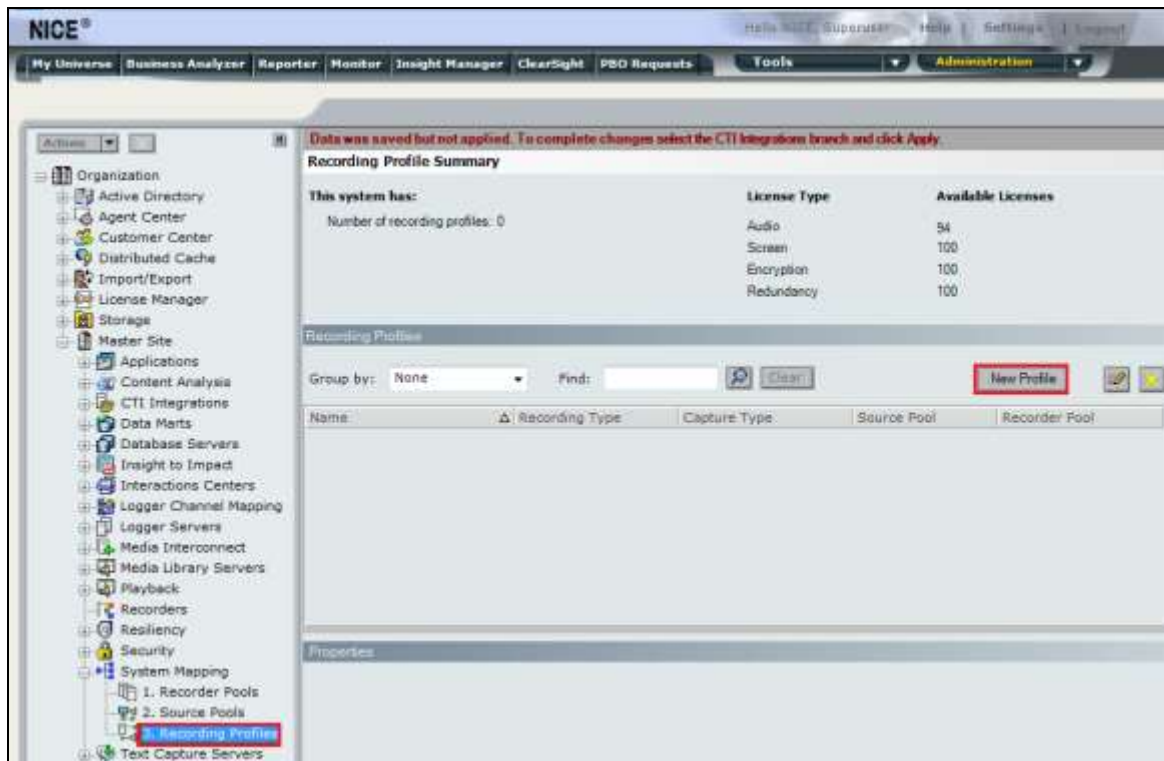 NICE®
Hello NICE, Superuser Help | Settings | Logout
My Universe Business Analyzer Reporter Monitor Insight Manager ClearSight PBO Requests Tools Administration
Actions
Data was saved but not applied. To complete changes select the CTI Integrations branch and click Apply.
Recording Profile Summary
Organization
Active Directory
Agent Center
Customer Center
Distributed Cache
Import/Export
License Manager
Storage
Master Site
Applications
Content Analysis
CTI Integrations
Data Marts
Database Servers
Insight to Impact
Interactions Centers
Logger Channel Mapping
Logger Servers
Media Interconnect
Media Library Servers
Playback
Recorders
Resiliency
Security
System Mapping
1. Recorder Pools
2. Source Pools
3. Recording Profiles
Text Capture Servers
This system has: License Type Available Licenses
Number of recording profiles: 0
Audio 94
Screen 100
Encryption 100
Redundancy 100
Recording Profiles
Group by: None Find: Clear New Profile
Name Recording Type Capture Type Source Pool Recorder Pool
Properties